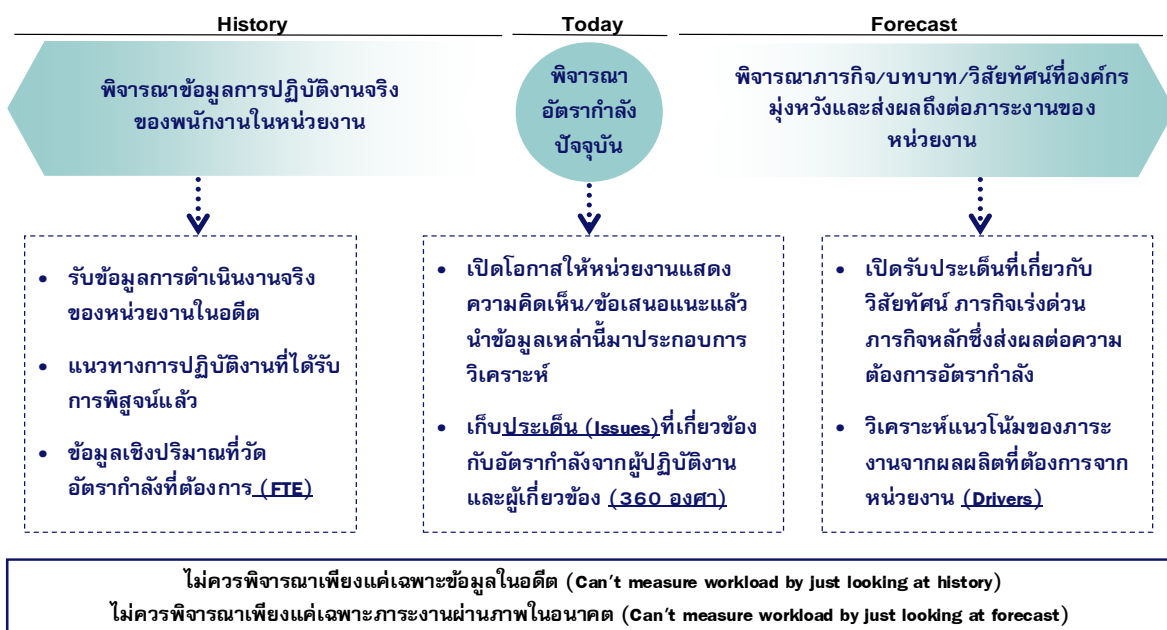 History
Today
Forecast
พิจารณาข้อมูลการปฏิบัติงานจริง
ของพนักงานในหน่วยงาน
พิจารณา
อัตรากำลัง
ปัจจุบัน
พิจารณาภารกิจ/บทบาท/วิสัยทัศน์ที่องค์กร
มุ่งหวังและส่งผลถึงต่อภาระงานของ
หน่วยงาน
• รับข้อมูลการดำเนินงานจริง
ของหน่วยงานในอดีต
• แนวทางการปฏิบัติงานที่ได้รับ
การพิสูจน์แล้ว
• ข้อมูลเชิงปริมาณที่วัด
อัตรากำลังที่ต้องการ (FTE)
• เปิดโอกาสให้หน่วยงานแสดง
ความคิดเห็น/ข้อเสนอแนะแล้ว
นำข้อมูลเหล่านี้มาประกอบการ
วิเคราะห์
• เก็บประเด็น (Issues)ที่เกี่ยวข้อง
กับอัตรากำลังจากผู้ปฏิบัติงาน
และผู้เกี่ยวข้อง (360 องศา)
• เปิดรับประเด็นที่เกี่ยวกับ
วิสัยทัศน์ ภารกิจเร่งด่วน
ภารกิจหลักซึ่งส่งผลต่อความ
ต้องการอัตรากำลัง
• วิเคราะห์แนวโน้มของภาระ
งานจากผลผลิตที่ต้องการจาก
หน่วยงาน (Drivers)
ไม่ควรพิจารณาเพียงแค่เฉพาะข้อมูลในอดีต (Can't measure workload by just looking at history)
ไม่ควรพิจารณาเพียงแค่เฉพาะภาระงานผ่านภาพในอนาคต (Can't measure workload by just looking at forecast)